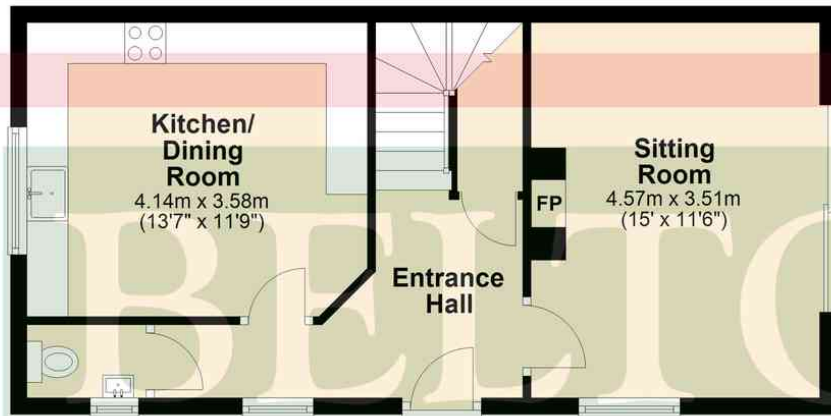 Kitchen/
Dining
Room
4.14m x 3.58m
(13'7" x 11'9")
Sitting
Room
4.57m x 3.51m
(15' x 11'6")
FP
Entrance
Hall
BELTO